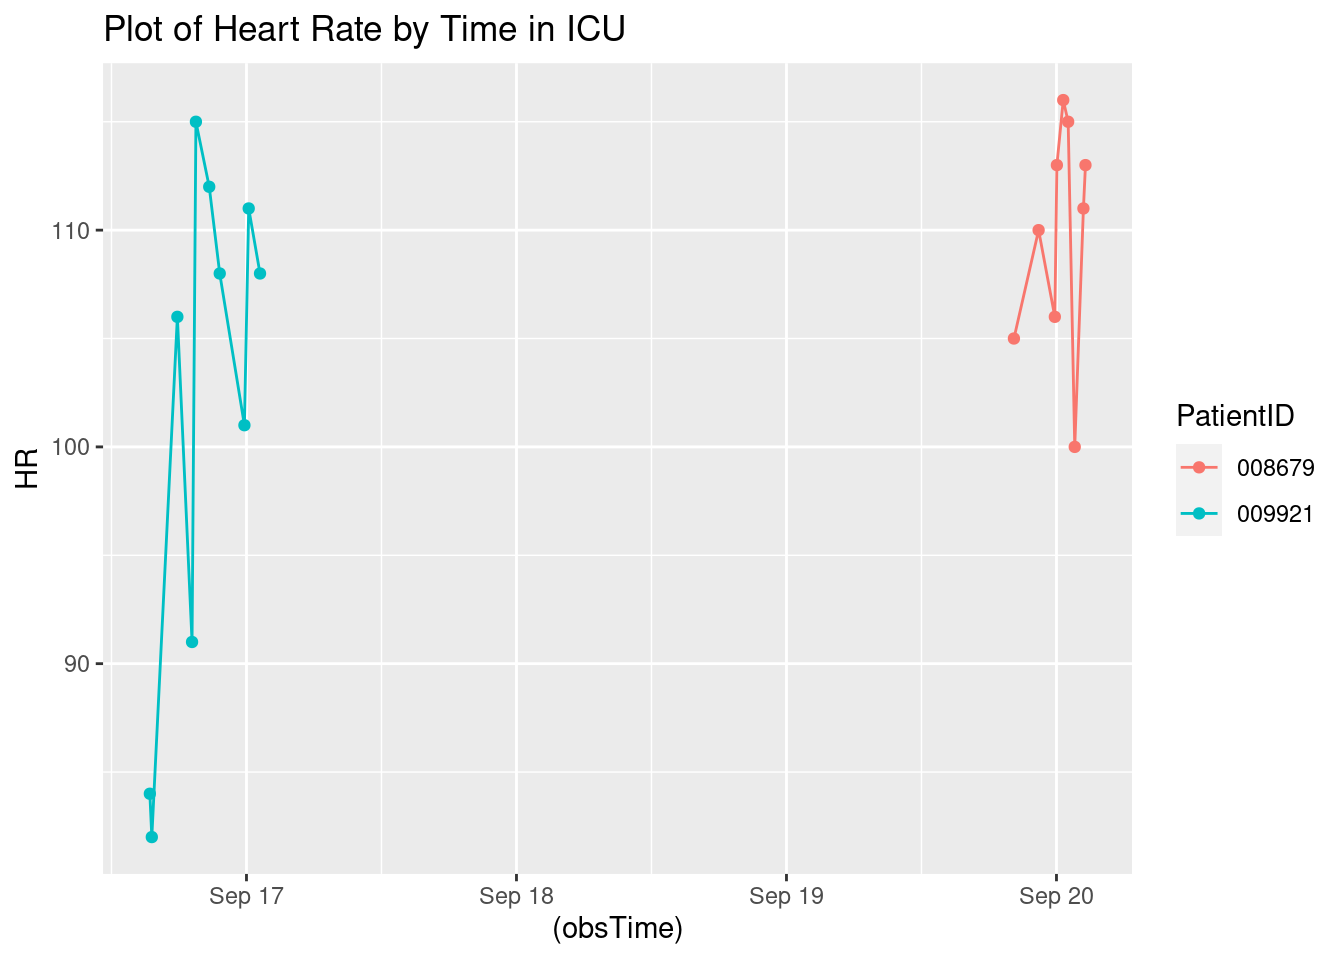 Plot of Heart Rate by Time in ICU
110
100
90
HR
Sep 17 Sep 18 Sep 19 Sep 20
(obsTime)
PatientID
008679
009921